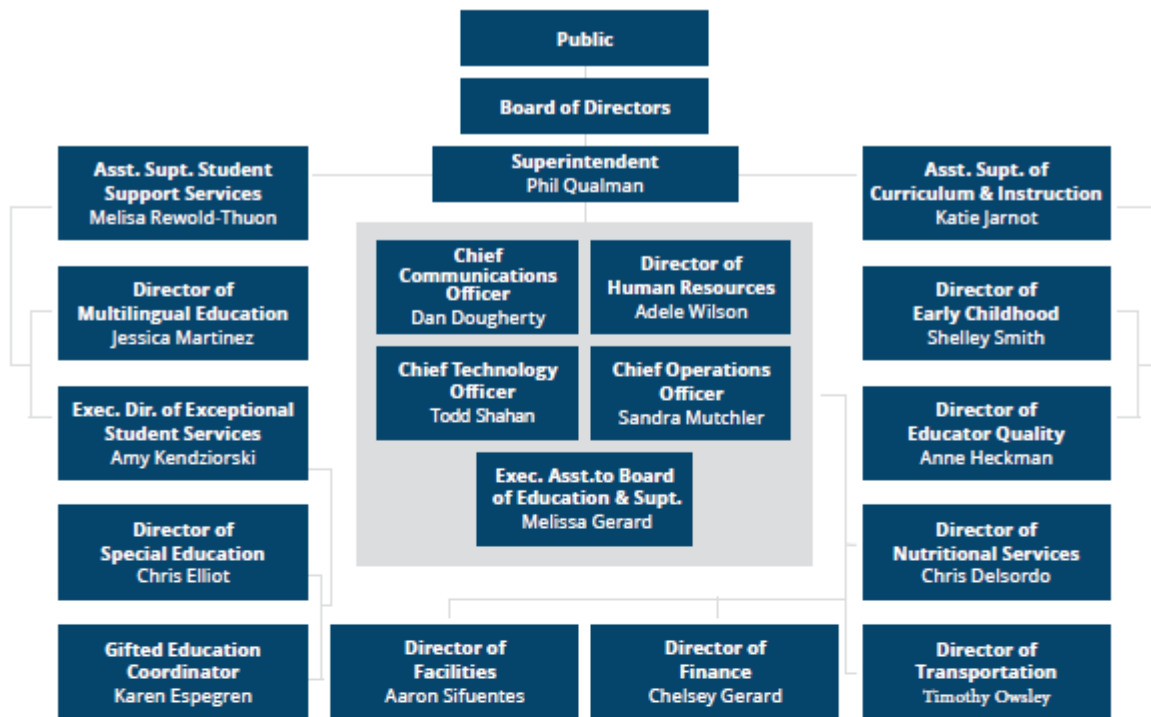 Public
Board of Directors
Superintendent
Phil Qualman
Asst. Supt. Student
Support Services
Melisa Rewold-Thuon
Asst. Supt. of
Curriculum & Instruction
Katie Jarnot
Chief
Communications
Officer
Dan Dougherty
Director of
Human Resources
Adele Wilson
Director of
Multilingual Education
Jessica Martinez
Director of
Early Childhood
Shelley Smith
Chief Technology
Officer
Todd Shahan
Chief Operations
Officer
Sandra Mutchler
Exec. Dir. of Exceptional
Student Services
Amy Kendziorski
Director of
Educator Quality
Anne Heckman
Exec. Asst.to Board
of Education & Supt.
Melissa Gerard
Director of
Special Education
Chris Elliot
Director of
Nutritional Services
Chris Delsordo
Gifted Education
Coordinator
Karen Espegren
Director of
Facilities
Aaron Sifuentes
Director of
Finance
Chelsey Gerard
Director of
Transportation
Timothy Owsley